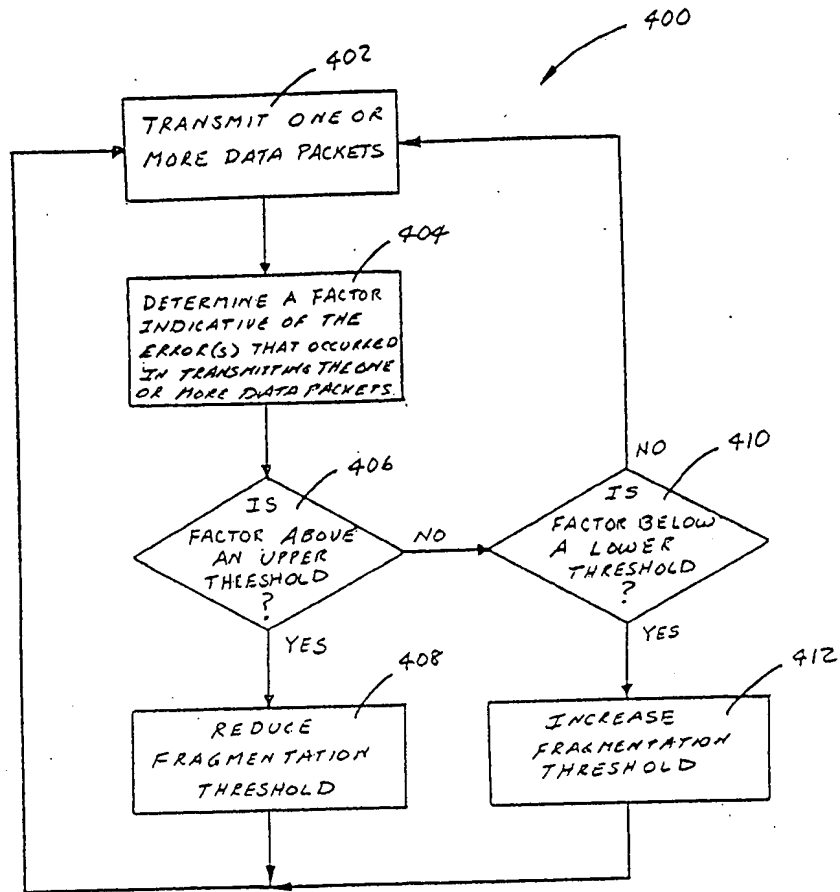 400
402
TRANSMIT ONE OR
MORE DATA PACKETS
404
DETERMINE A FACTOR
INDICATIVE OF THE
ERROR(S) THAT OCCURRED
IN TRANSMITTING THE ONE
OR MORE DATA PACKETS.
406
IS
FACTOR ABOVE
AN UPPER
THRESHOLD
?
NO
YES
410
NO
IS
FACTOR BELOW
A LOWER
THRESHOLD
?
YES
408
REDUCE
FRAGMENTATION
THRESHOLD
412
INCREASE
FRAGMENTATION
THRESHOLD